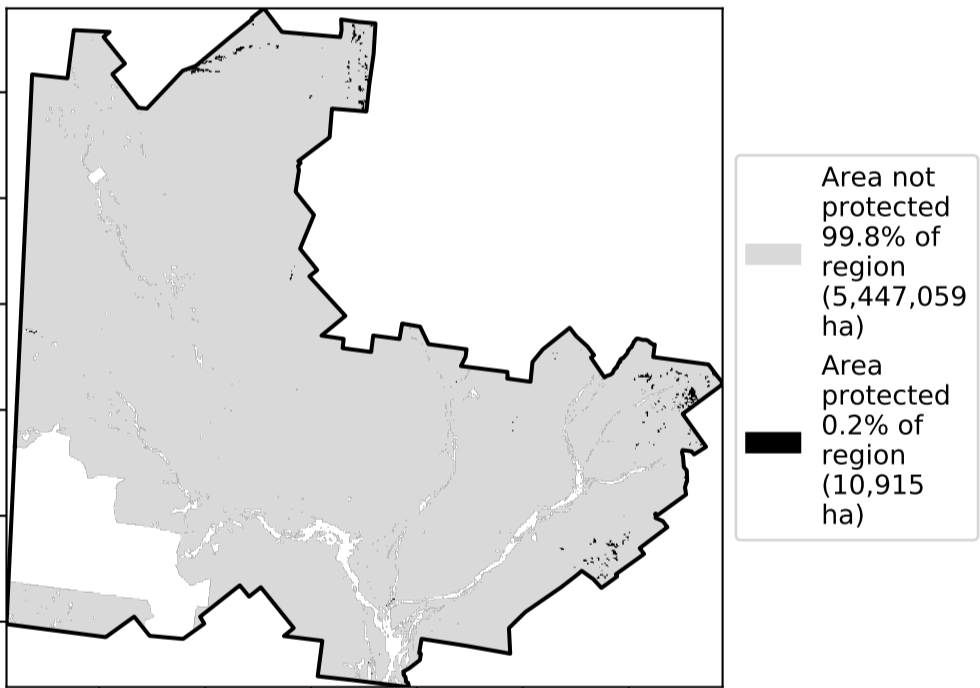 Area not
protected
99.8% of
region
(5,447,059
ha)
Area
protected
0.2% of
region
(10,915
ha)